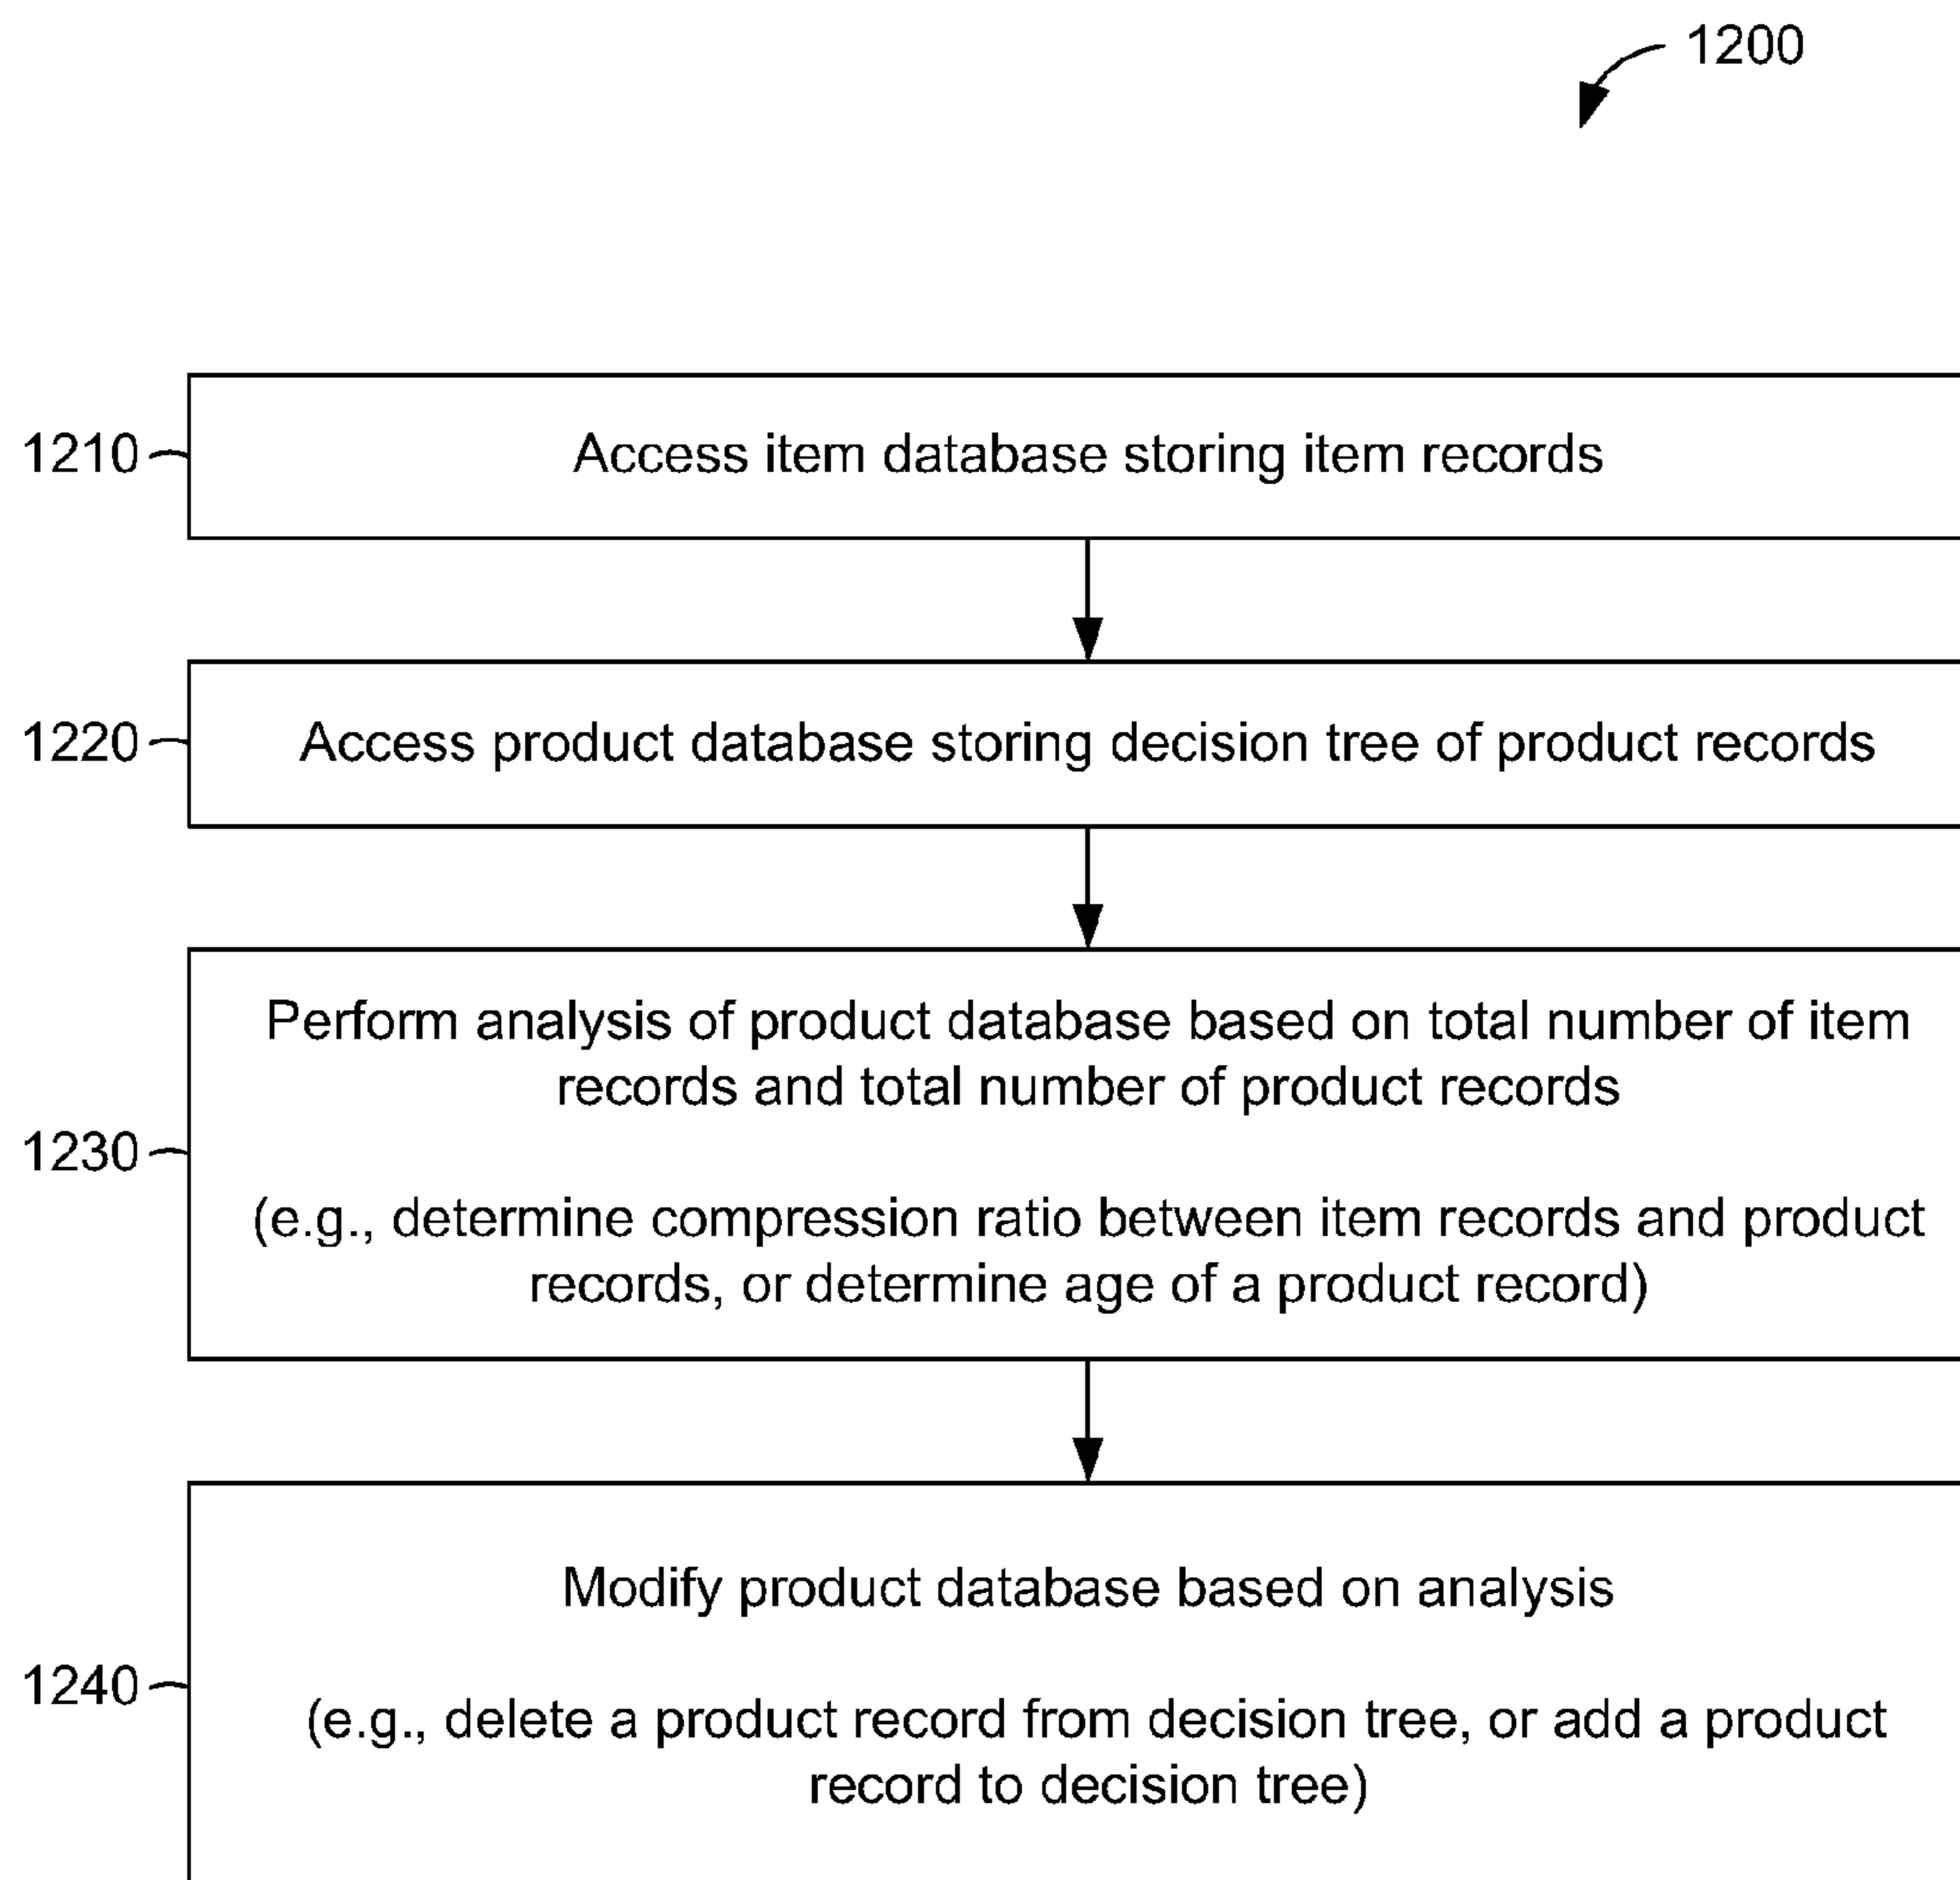 1200
1210
Access item database storing item records
1220
Access product database storing decision tree of product records
Perform analysis of product database based on total number of item
records and total number of product records
1230
(e.g., determine compression ratio between item records and product
records, or determine age of a product record)
Modify product database based on analysis
1240
(e.g., delete a product record from decision tree, or add a product
record to decision tree)